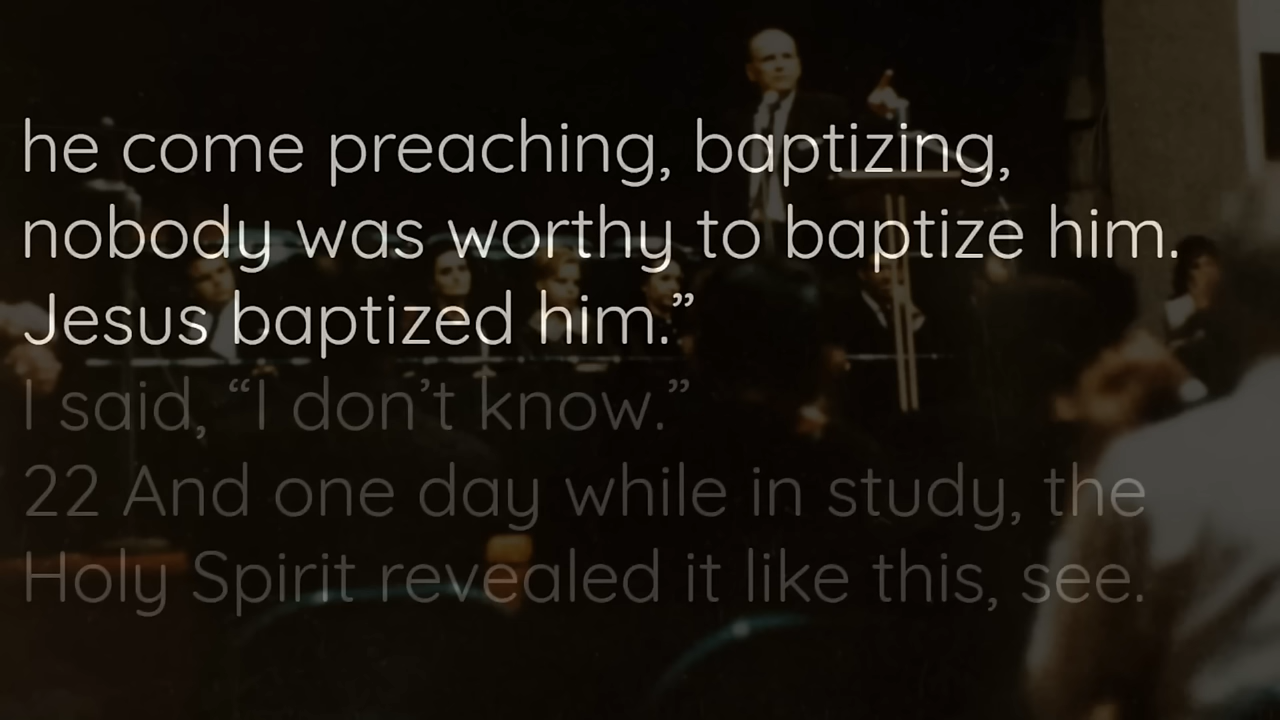 he come preaching, baptizing,
nobody was worthy to baptize him.
Jesus baptized him.”
I said, “I don’t know.”
22 And one day while in study, the
Holy Spirit revealed it like this, see.